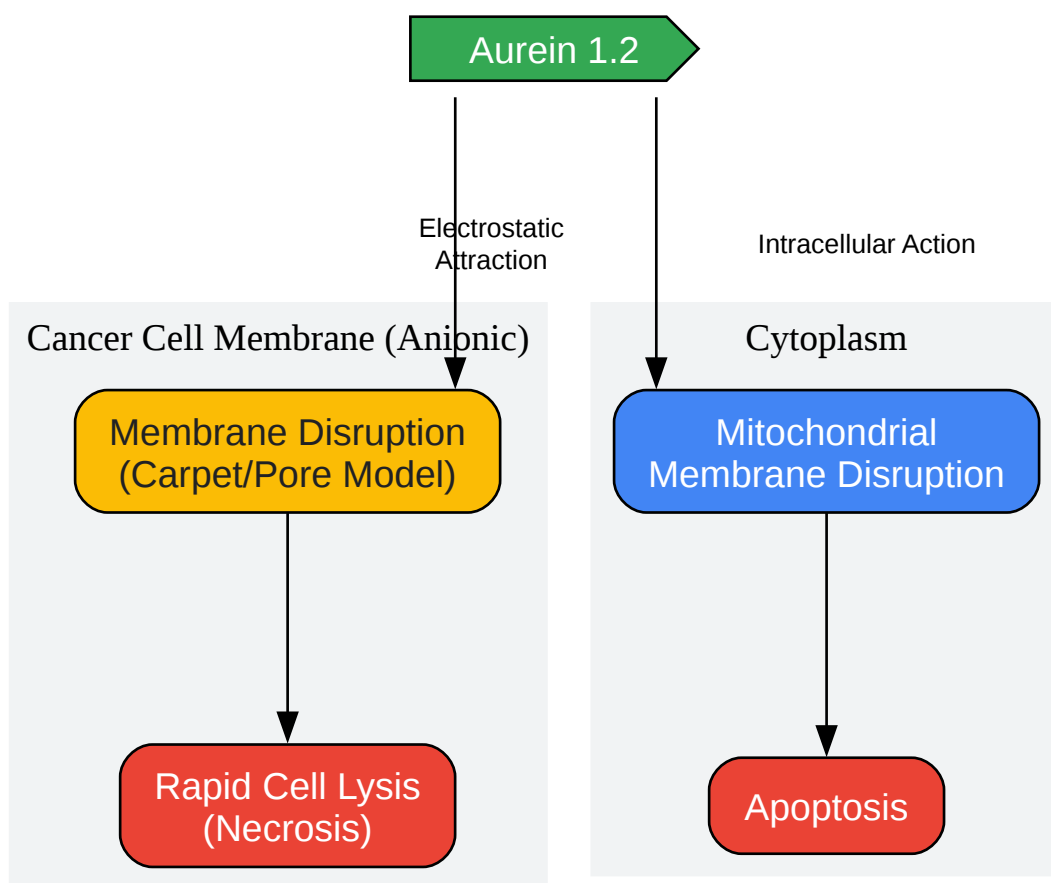 Aurein 1.2
Electrostatic
Attraction
Intracellular Action
Cancer Cell Membrane (Anionic)
Cytoplasm
Membrane Disruption
(Carpet/Pore Model)
Mitochondrial
Membrane Disruption
Rapid Cell Lysis
(Necrosis)
Apoptosis